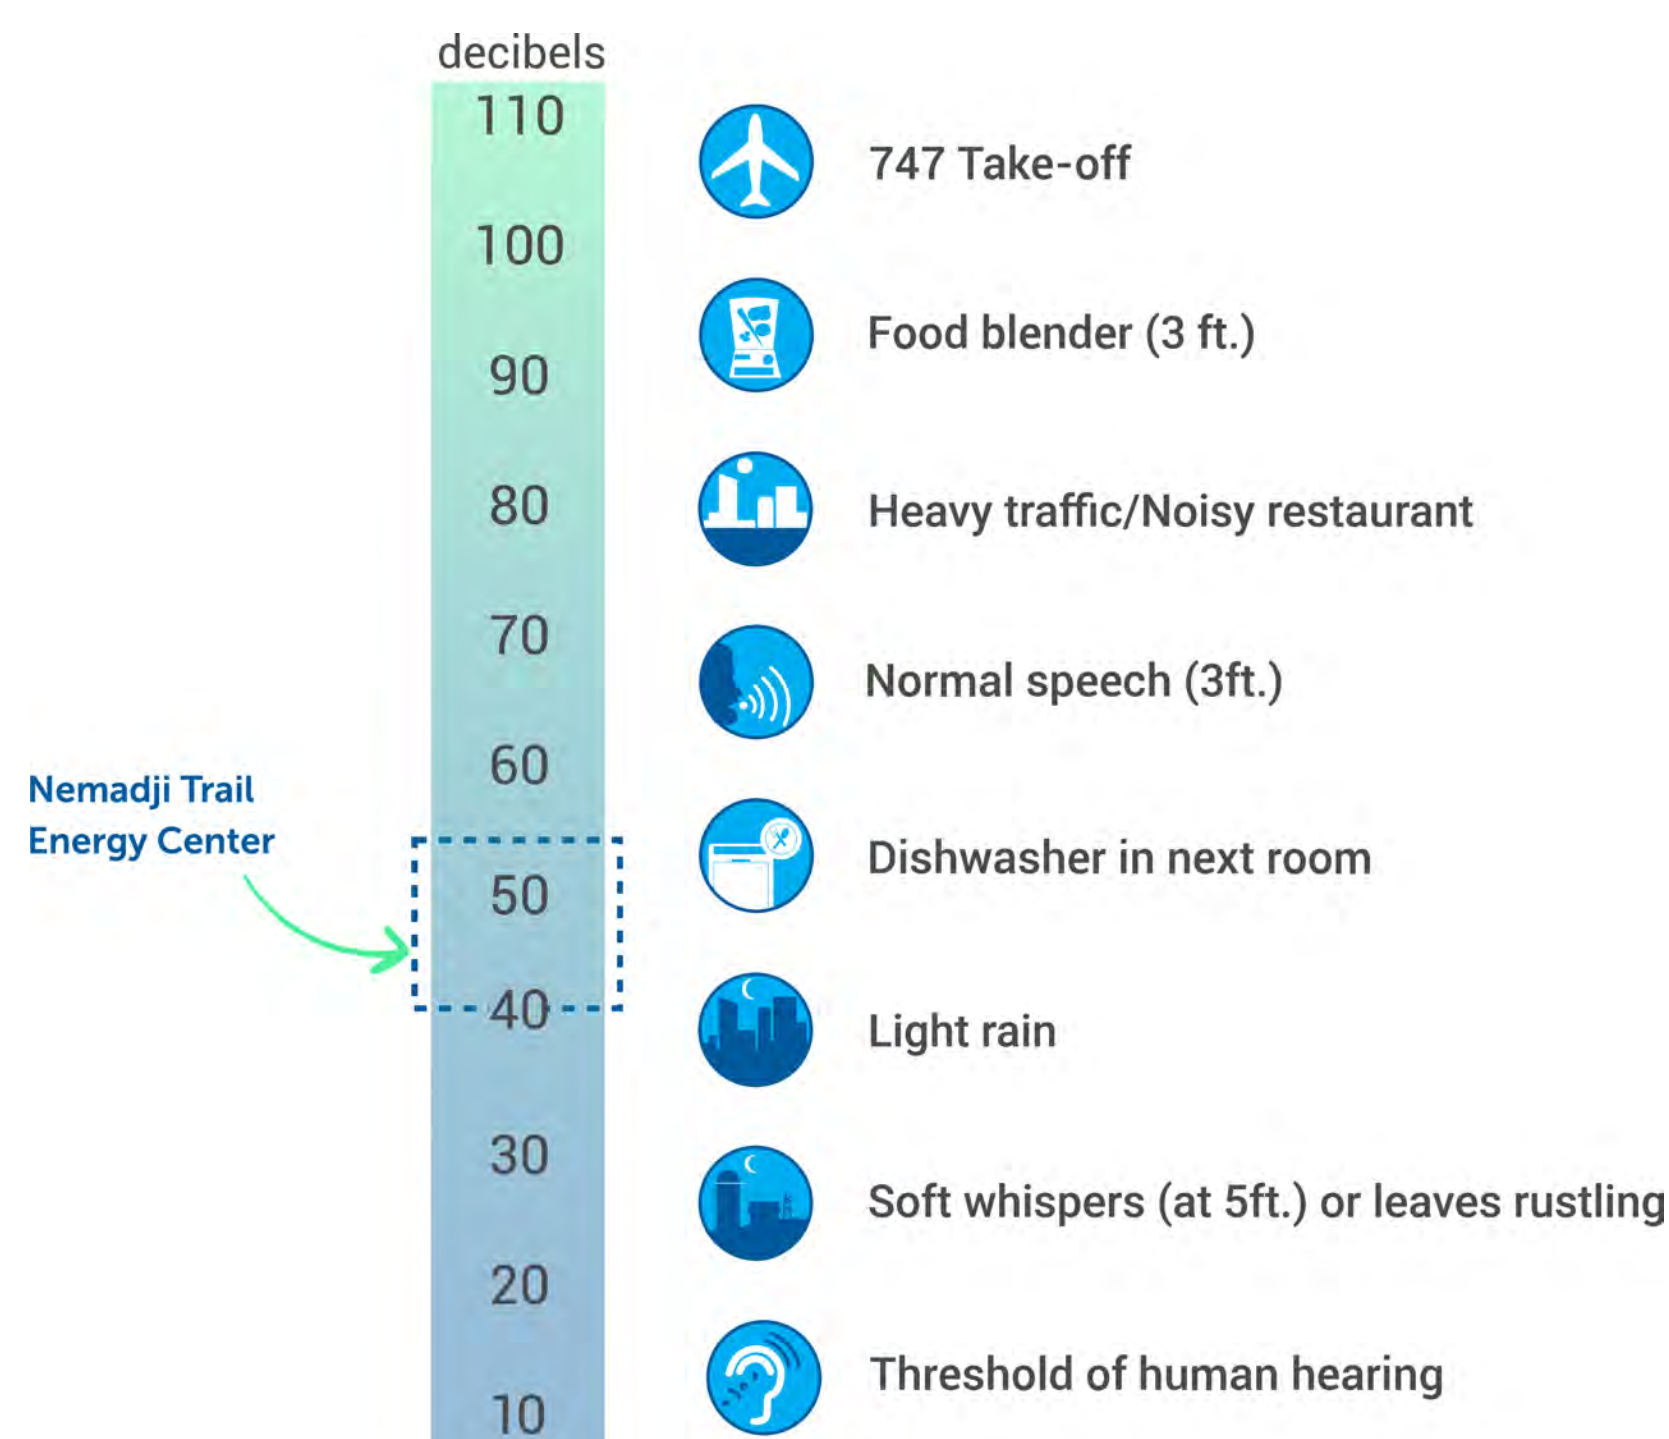 decibels
110
747 Take-off
100
Food blender (3 ft.)
90
80
Heavy traffic/Noisy restaurant
70
Normal speech (3ft.)
60
Nemadji Trail
Energy Center
Dishwasher in next room
50
40
Light rain
30
Soft whispers (at 5ft.) or leaves rustling
20
Threshold of human hearing
10